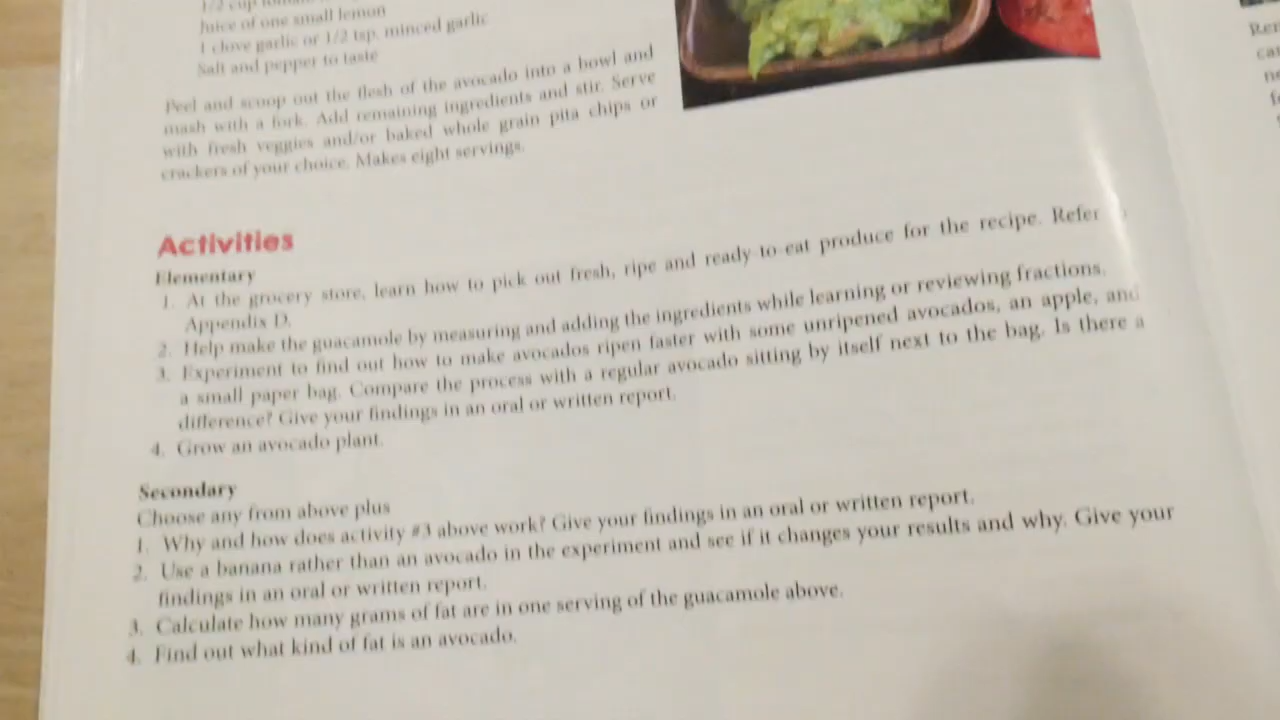 1/2 cup
Juice of one small lemon
1 clove garlic or 1/2 tsp. minced garlic
Salt and pepper to taste
Peel and scoop out the flesh of the avocado into a bowl and
mash with a fork. Add remaining ingredients and stir. Serve
with fresh veggies and/or baked whole grain pita chips or
crackers of your choice. Makes eight servings.
Activities
Elementary
1. At the grocery store, learn how to pick out fresh, ripe and ready to eat produce for the recipe. Refer
Appendix D.
2. Help make the guacamole by measuring and adding the ingredients while learning or reviewing fractions.
3. Experiment to find out how to make avocados ripen faster with some unripened avocados, an apple, and
a small paper bag. Compare the process with a regular avocado sitting by itself next to the bag. Is there a
difference? Give your findings in an oral or written report.
4. Grow an avocado plant.
Secondary
Choose any from above plus
1. Why and how does activity #3 above work? Give your findings in an oral or written report.
2. Use a banana rather than an avocado in the experiment and see if it changes your results and why. Give your
findings in an oral or written report.
3. Calculate how many grams of fat are in one serving of the guacamole above.
4. Find out what kind of fat is an avocado.